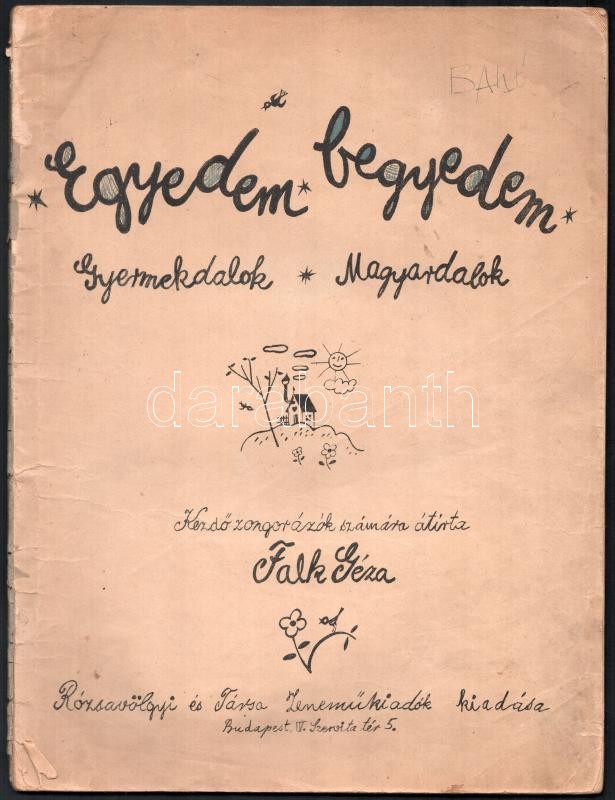 Egyedem * begyedem *
Gyermekdalok * Magyardalok
darabanth
Kezdő zongorázók számára átírta
Falk Géza
Rózsavölgyi és Társa Zeneműkiadók kiadása
Budapest, IV. Szervita tér 5.